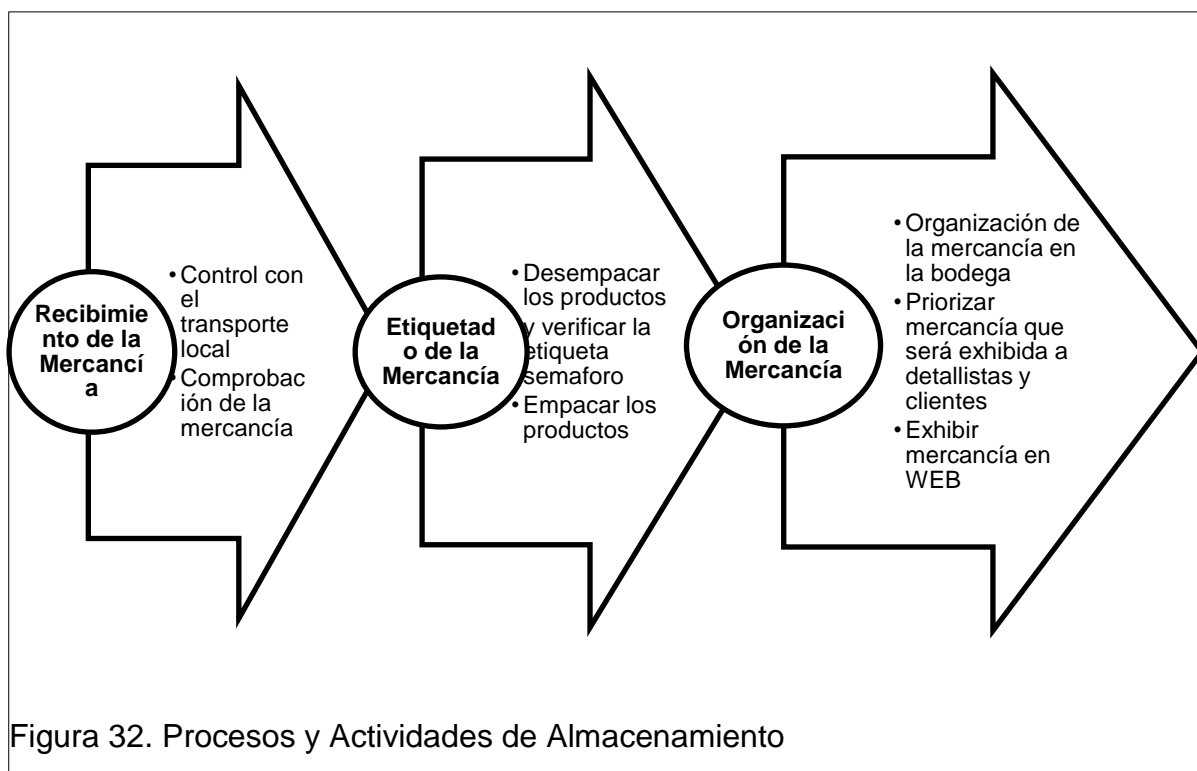 Recibimie
nto de la
Mercancí
a
• Control con
el
transporte
local
• Comprobac
ión de la
mercancía
Etiquetad
o de la
Mercancía
• Desempacar
los productos
y verificar la
etiqueta
semaforo
• Empacar los
productos
Organizaci
ón de la
Mercancía
• Organización de
la mercancía en
la bodega
• Priorizar
mercancía que
será exhibida a
detallistas y
clientes
• Exhibir
mercancía en
WEB
Figura 32. Procesos y Actividades de Almacenamiento